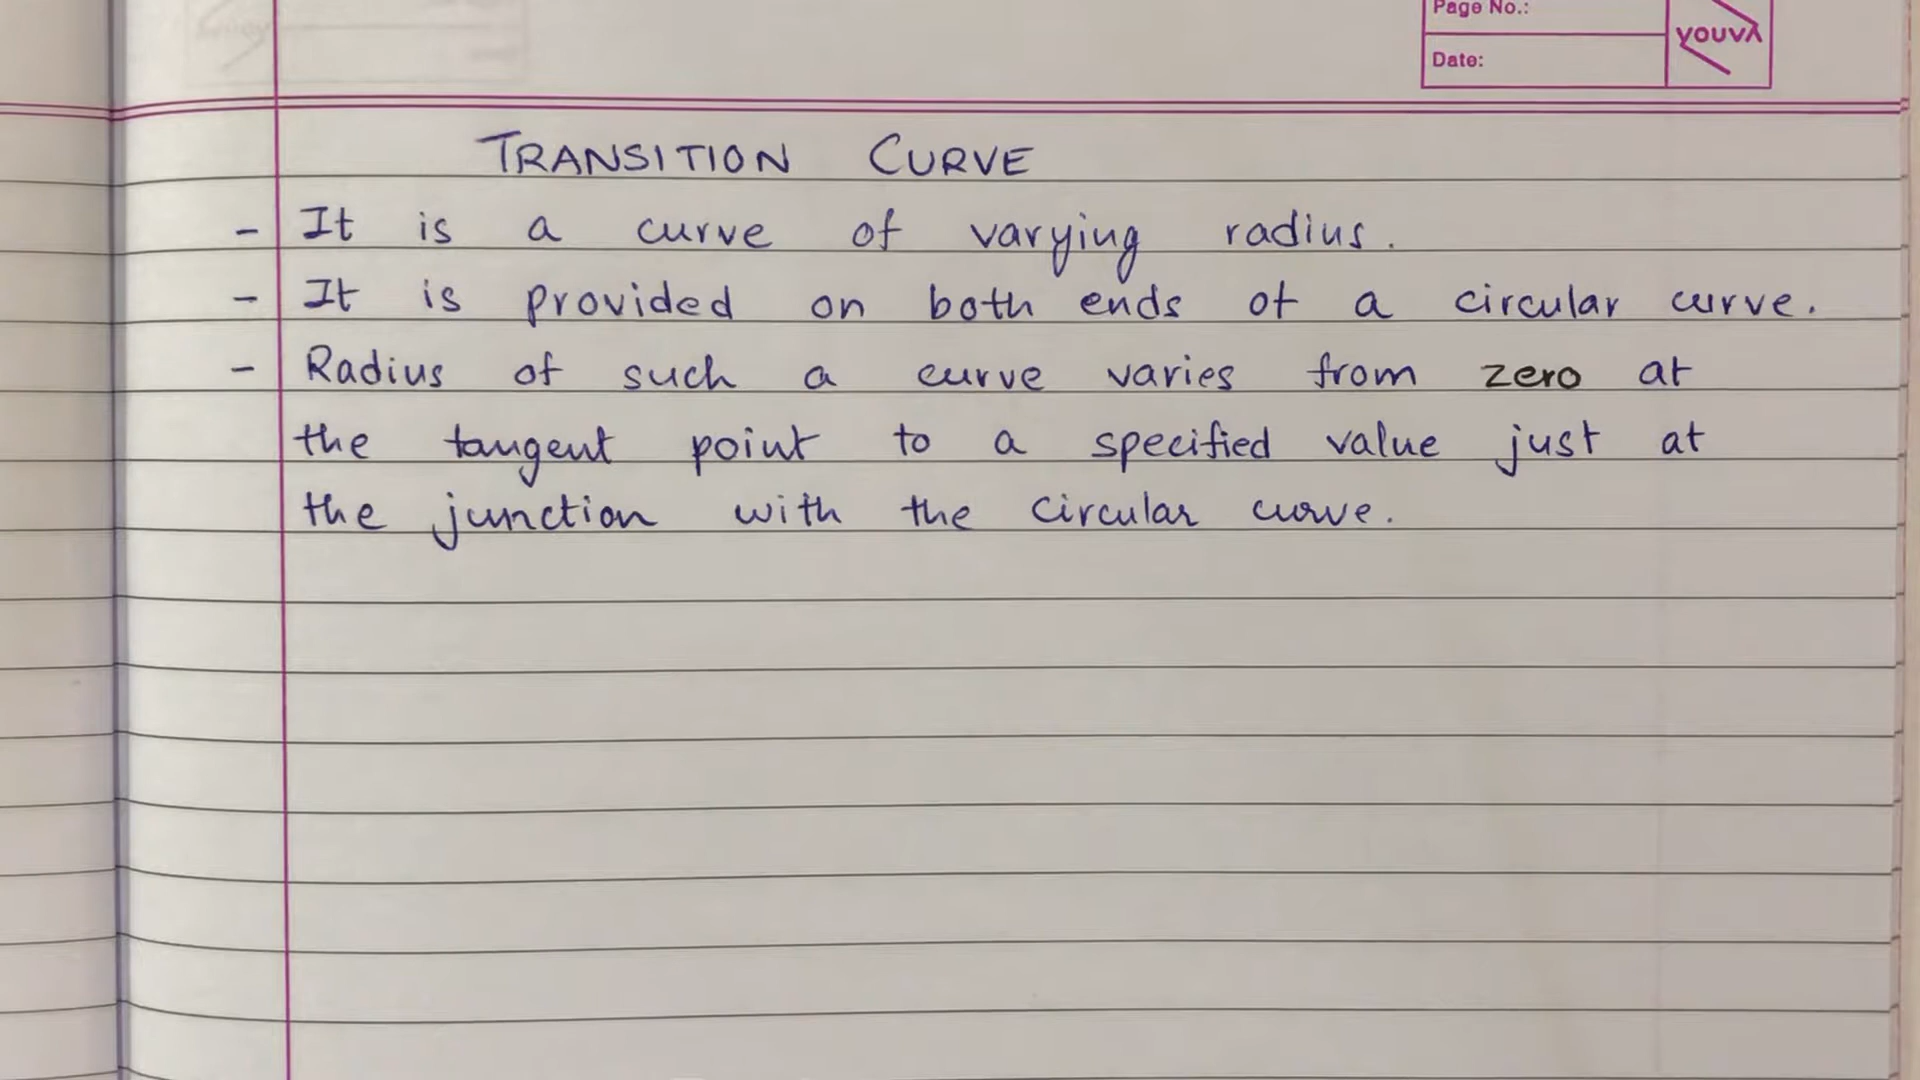 Page No.:
Date:
YOUVA
TRANSITION CURVE
- It is a curve of varying radius.
- It is provided on both ends of a circular curve.
- Radius of such a curve varies from zero at
the tangent point to a specified value just at
the junction with the circular curve.